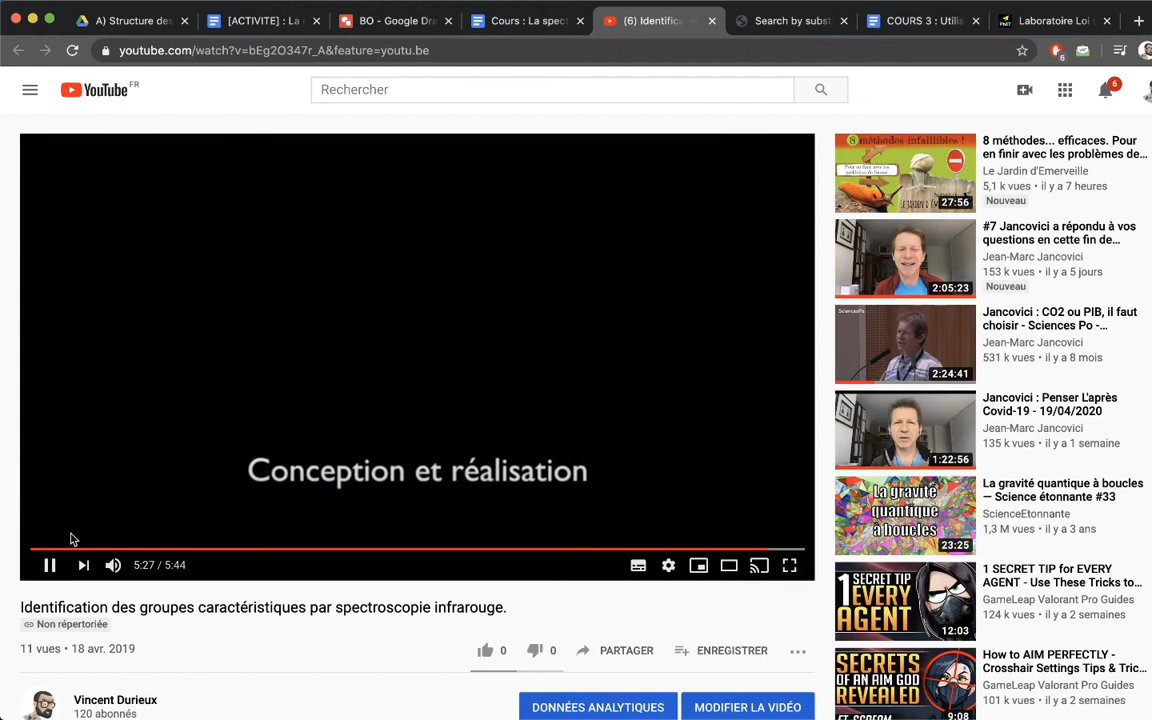 A) Structure des
[ACTIVITE] : La r
BO - Google Dra
Cours : La spect
(6) Identifica
Search by subst
COURS 3 : Utilis
Laboratoire Loi
youtube.com/watch?v=bEg2O347r_A&feature=youtu.be
6
YouTube FR
Rechercher
6
Conception et réalisation
5:27 / 5:44
Identification des groupes caractéristiques par spectroscopie infrarouge.
Non répertoriée
11 vues • 18 avr. 2019
0
0
PARTAGER
ENREGISTRER
Vincent Durieux
120 abonnés
DONNÉES ANALYTIQUES
MODIFIER LA VIDÉO
8 méthodes infaillibles !
27:56
8 méthodes... efficaces. Pour
en finir avec les problèmes de...
Le Jardin d'Emerveille
5,1 k vues • il y a 7 heures
Nouveau
2:05:23
#7 Jancovici a répondu à vos
questions en cette fin de...
Jean-Marc Jancovici
153 k vues • il y a 5 jours
Nouveau
SciencesPo
2:24:41
Jancovici : CO2 ou PIB, il faut
choisir - Sciences Po -...
Jean-Marc Jancovici
531 k vues • il y a 8 mois
1:22:56
Jancovici : Penser L'après
Covid-19 - 19/04/2020
Jean-Marc Jancovici
135 k vues • il y a 1 semaine
La gravité
quantique
à boucles
23:25
La gravité quantique à boucles
— Science étonnante #33
ScienceEtonnante
1,3 M vues • il y a 3 ans
1 SECRET TIP
EVERY
AGENT
12:03
1 SECRET TIP for EVERY
AGENT - Use These Tricks to...
GameLeap Valorant Pro Guides
124 k vues • il y a 2 semaines
SECRETS
OF AN AIM GOD
REVEALED
FT. SCREAM
9:08
How to AIM PERFECTLY -
Crosshair Settings Tips & Tric...
GameLeap Valorant Pro Guides
101 k vues • il y a 2 semaines